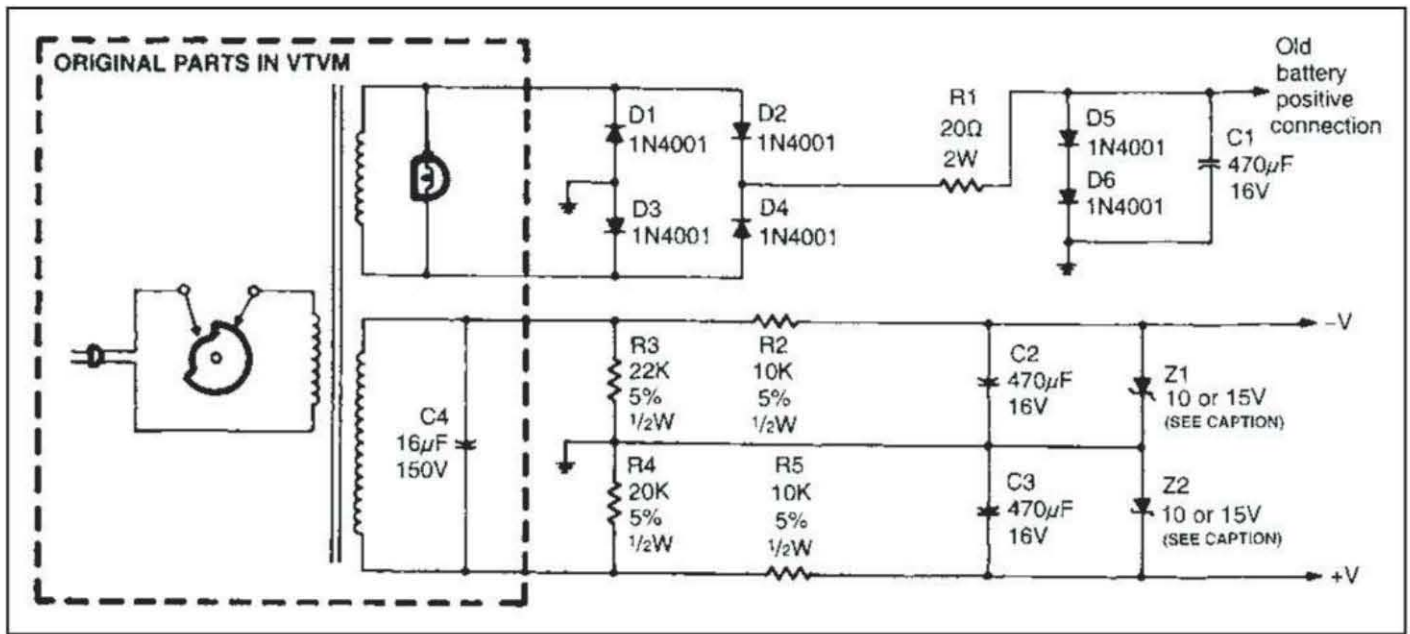 ORIGINAL PARTS IN VTVM
D1
1N4001
D2
1N4001
D3
1N4001
D4
1N4001
R1
20Ω
2W
D5
1N4001
D6
1N4001
C1
470µF
16V
Old
battery
positive
connection
C4
16µF
150V
R3
22K
5%
1/2W
R2
10K
5%
1/2W
C2
470µF
16V
Z1
10 or 15V
(SEE CAPTION)
–V
R4
20K
5%
1/2W
R5
10K
5%
1/2W
C3
470µF
16V
Z2
10 or 15V
(SEE CAPTION)
+V